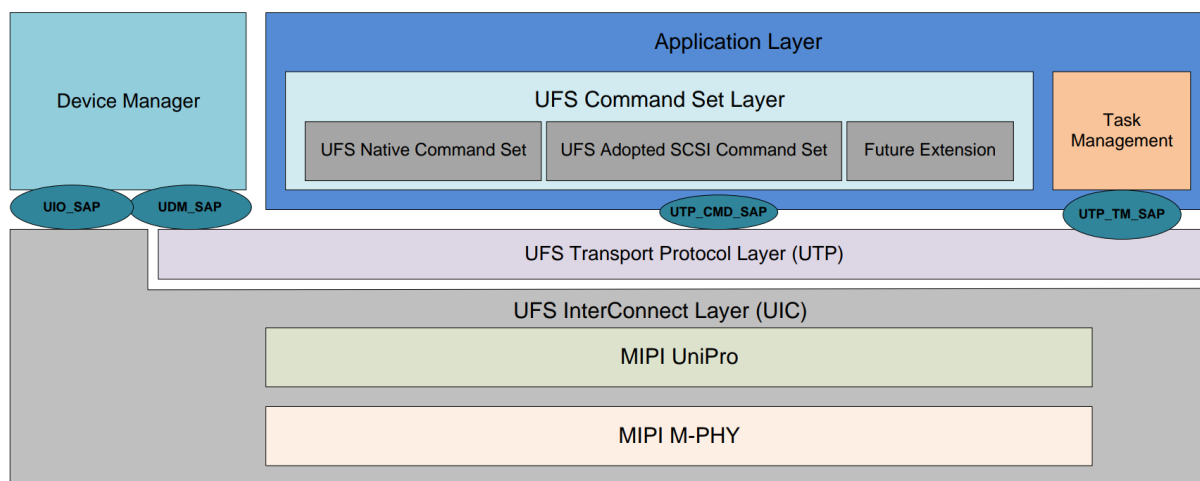 Device Manager
Application Layer
UFS Command Set Layer
UFS Native Command Set
UFS Adopted SCSI Command Set
Future Extension
Task
Management
UIO_SAP
UDM_SAP
UTP_CMD_SAP
UTP_TM_SAP
UFS Transport Protocol Layer (UTP)
UFS InterConnect Layer (UIC)
MIPI UniPro
MIPI M-PHY